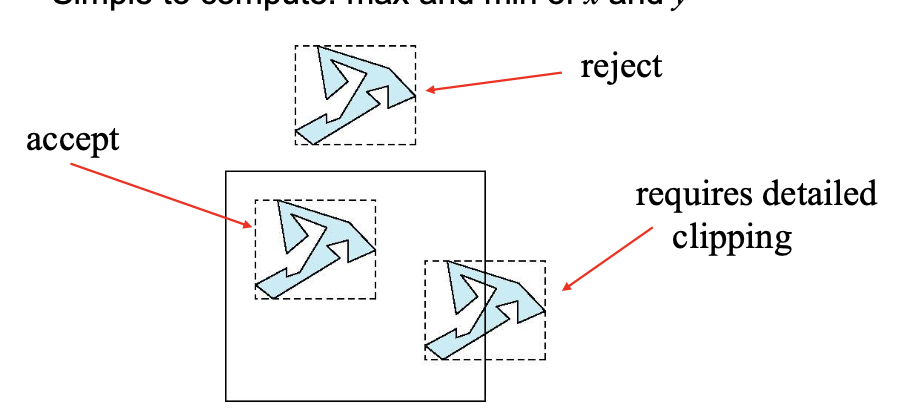 Simple to compute: max and min of x and y
reject
accept
requires detailed
clipping